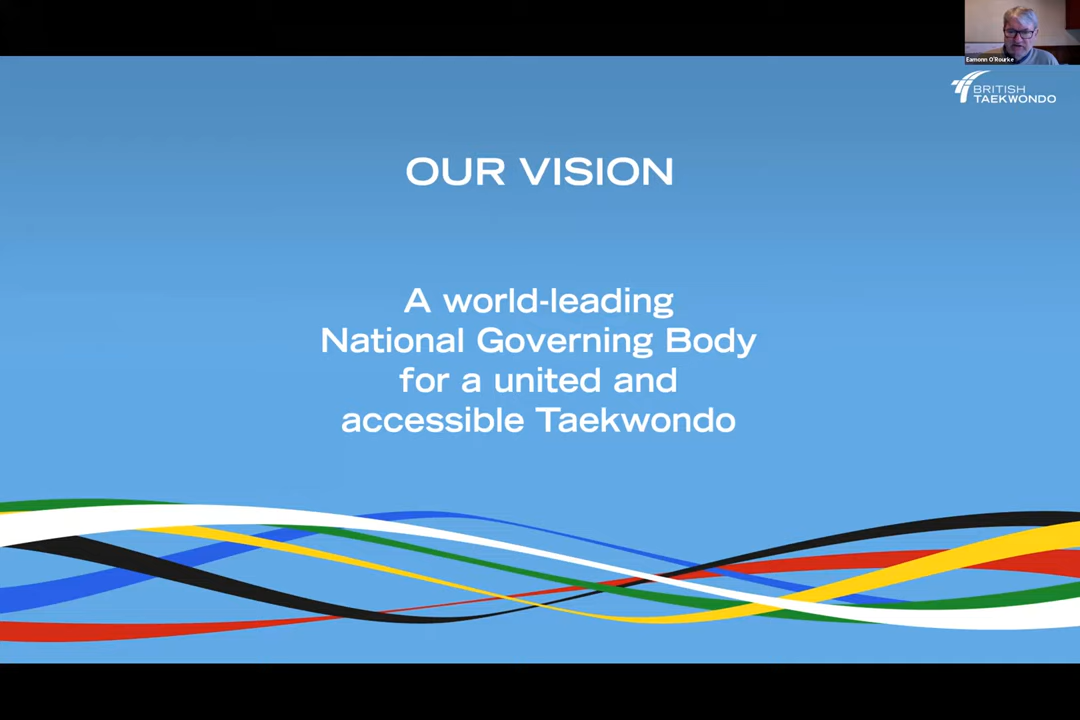 Eamonn O'Rourke
BRITISH
TAEKWONDO
OUR VISION
A world-leading
National Governing Body
for a united and
accessible Taekwondo